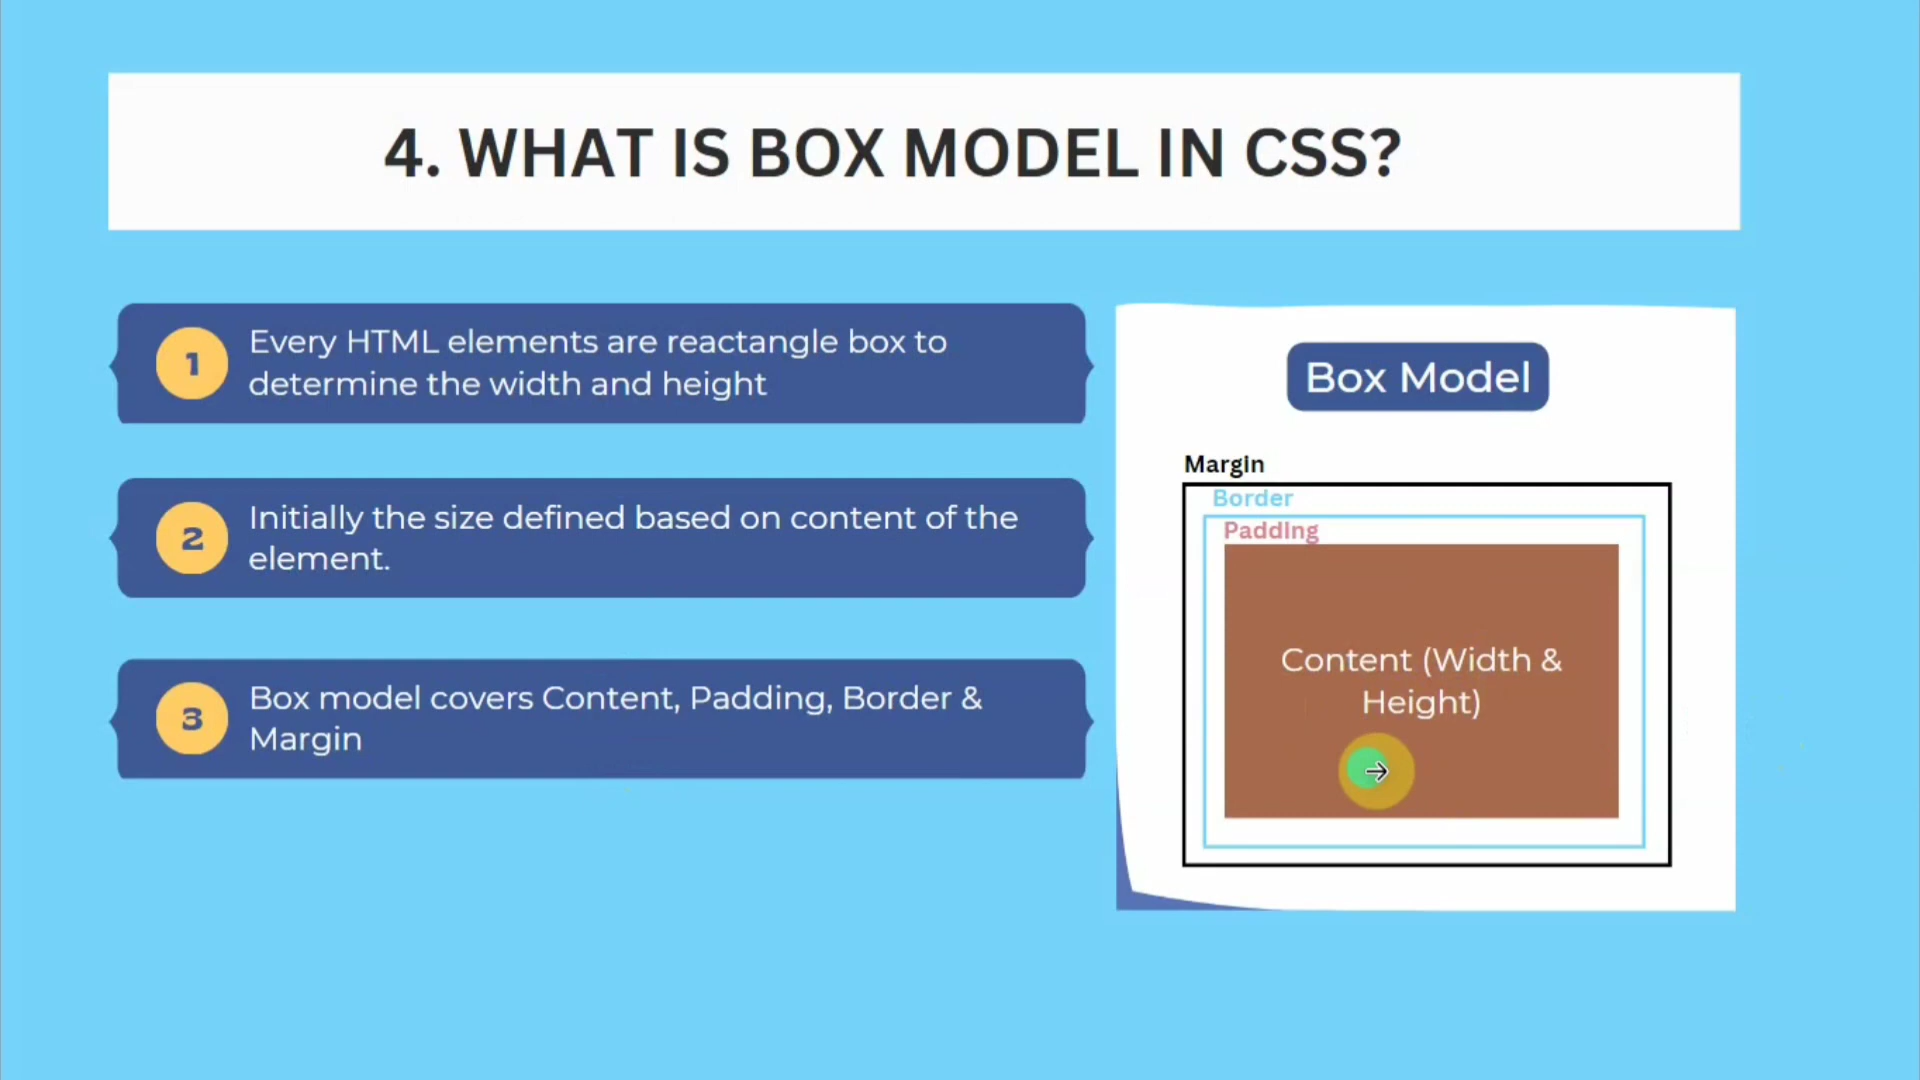 4. WHAT IS BOX MODEL IN CSS?
1
Every HTML elements are reactangle box to
determine the width and height
2
Initially the size defined based on content of the
element.
3
Box model covers Content, Padding, Border &
Margin
Box Model
Margin
Border
Padding
Content (Width &
Height)